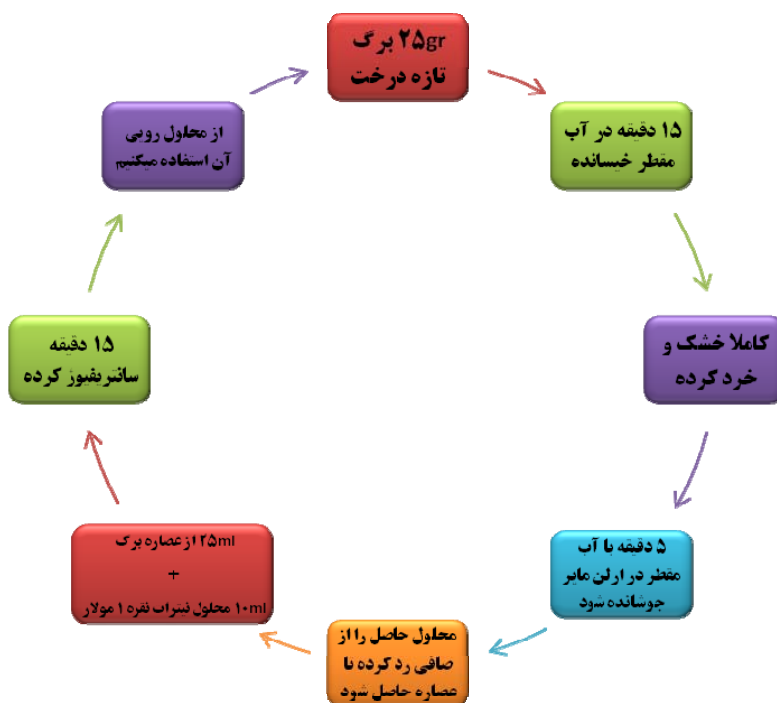 ۲۵gr برگ
تازه درخت
۱۵ دقیقه در آب
مقطر خیسانده
کاملا خشک و
خرد کرده
۵ دقیقه با آب
مقطر در ارلن مایر
جوشانده شود
محلول حاصل را از
صافی رد کرده تا
عصاره حاصل شود
۲۵ml از عصاره برگ
+
۱۰ml محلول نیترات نقره ۱ مولار
۱۵ دقیقه
سانتریفیوژ کرده
از محلول رویی
آن استفاده میکنیم